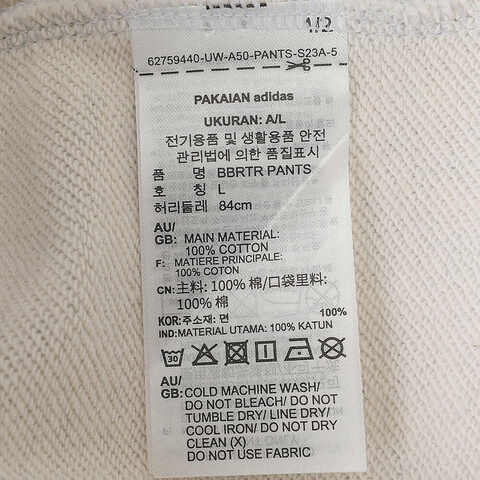 1/2
62759440-UW-A50-PANTS-S23A-5
PAKAIAN adidas
UKURAN: A/L
전기용품 및 생활용품 안전
관리법에 의한 품질표시
품 명 BBRTR PANTS
호 칭 L
허리둘레 84cm
AU/
GB: MAIN MATERIAL:
100% COTTON
F: MATIERE PRINCIPALE:
100% COTON
CN: 主料: 100% 棉/口袋里料:
100% 棉
KOR:주소재: 면 100%
IND:MATERIAL UTAMA: 100% KATUN
30
AU/
GB: COLD MACHINE WASH/
DO NOT BLEACH/ DO NOT
TUMBLE DRY/ LINE DRY/
COOL IRON/ DO NOT DRY
CLEAN (X)
DO NOT USE FABRIC